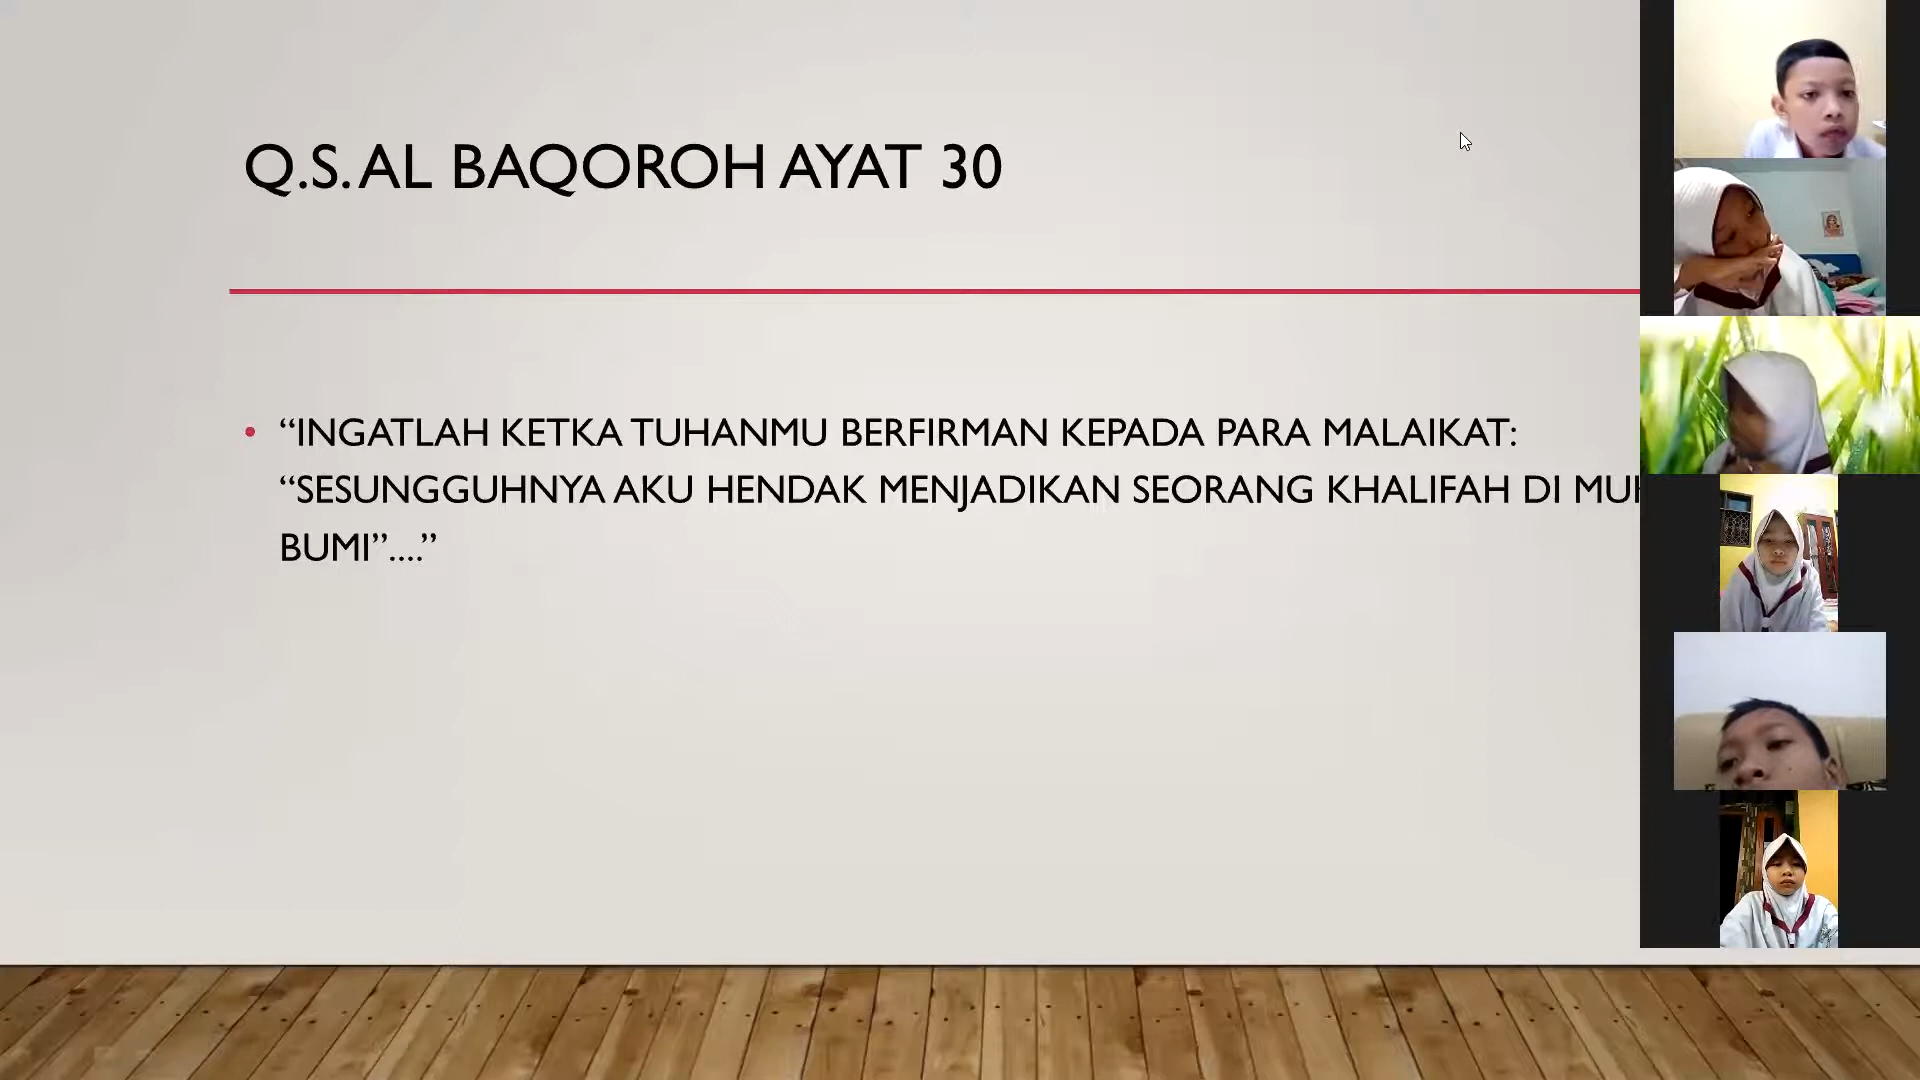 Q.S. AL BAQOROH AYAT 30
• “INGATLAH KETKA TUHANMU BERFIRMAN KEPADA PARA MALAIKAT:
“SESUNGGUHNYA AKU HENDAK MENJADIKAN SEORANG KHALIFAH DI
BUMI”....”